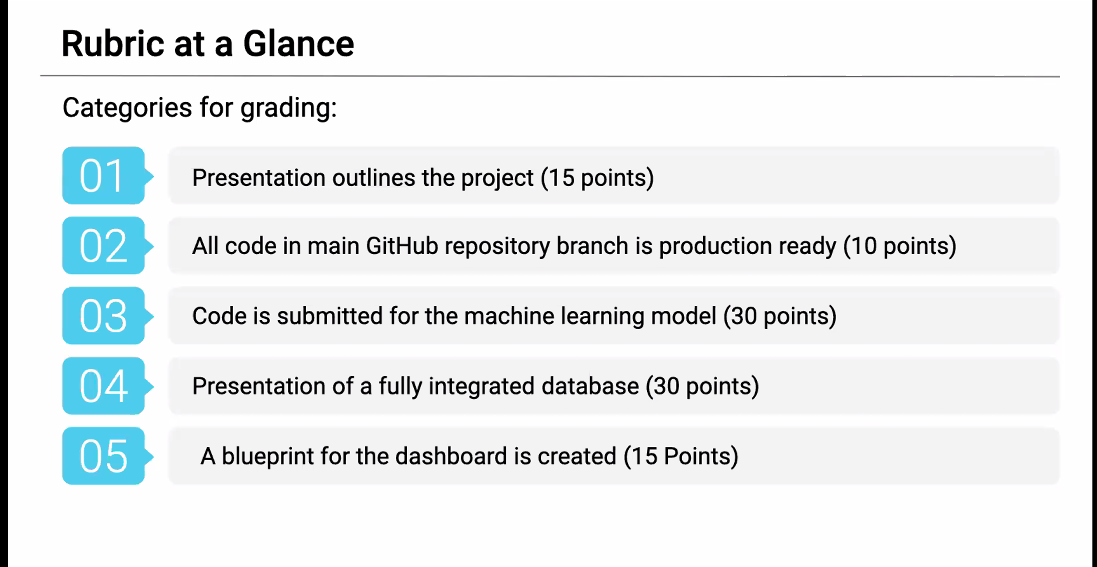 Rubric at a Glance
Categories for grading:
01 Presentation outlines the project (15 points)
02 All code in main GitHub repository branch is production ready (10 points)
03 Code is submitted for the machine learning model (30 points)
04 Presentation of a fully integrated database (30 points)
05 A blueprint for the dashboard is created (15 Points)